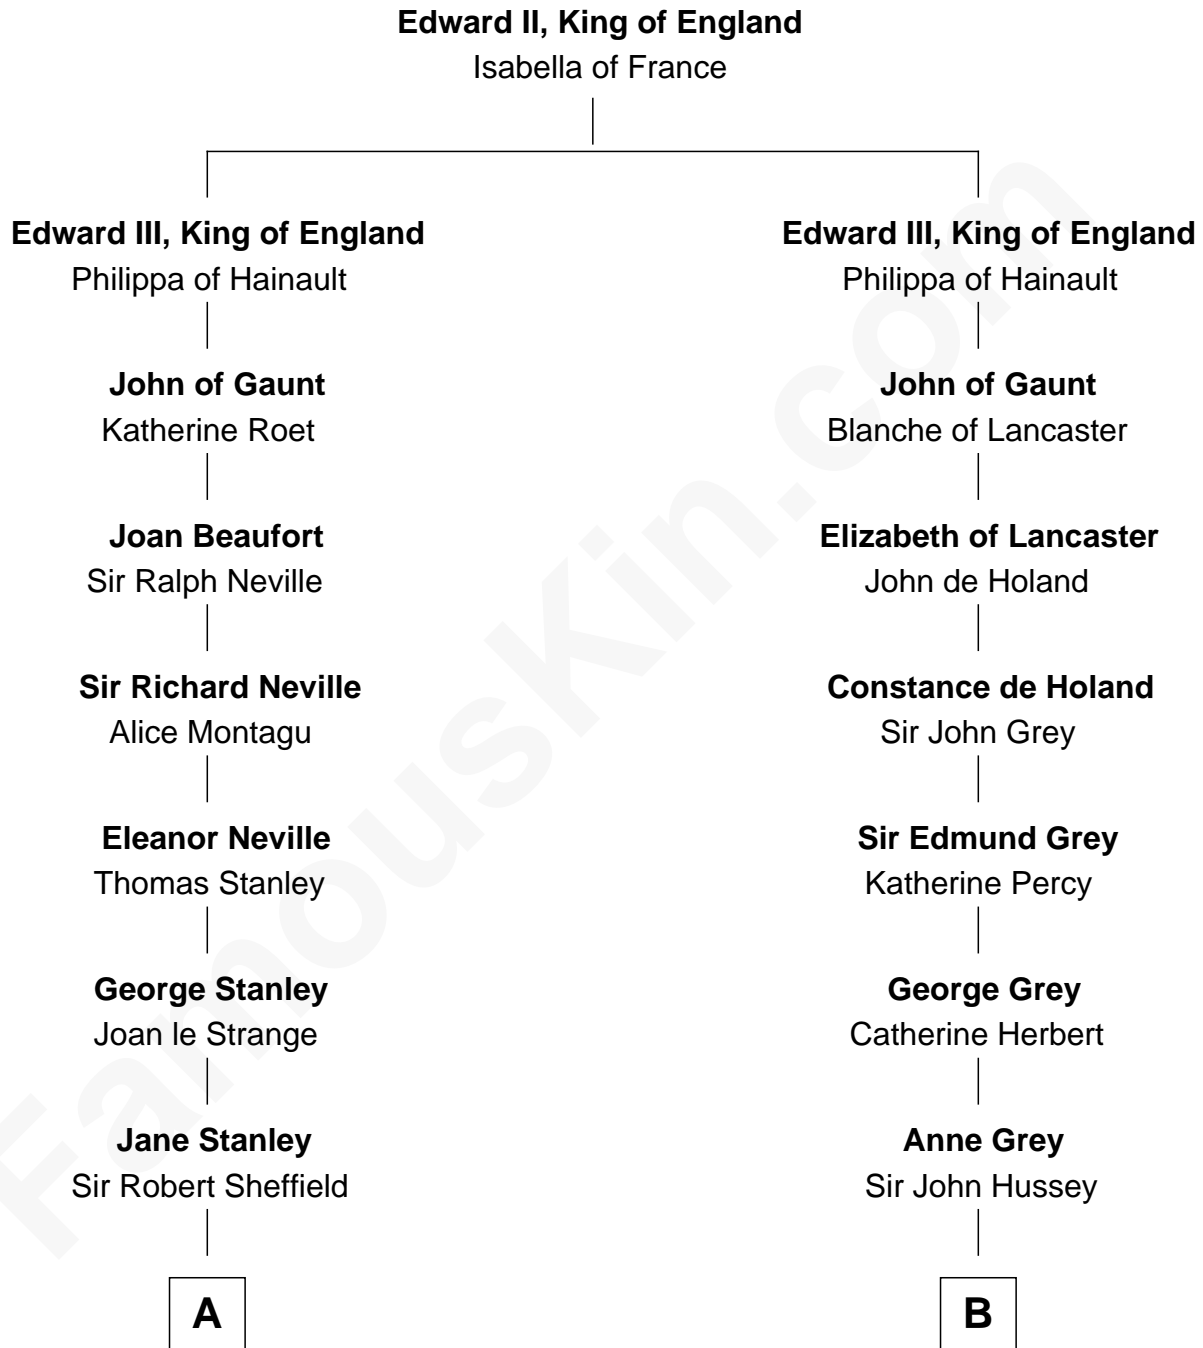 Edward II, King of England
Isabella of France
Edward III, King of England
Philippa of Hainault
John of Gaunt
Katherine Roet
Joan Beaufort
Sir Ralph Neville
Sir Richard Neville
Alice Montagu
Eleanor Neville
Thomas Stanley
George Stanley
Joan le Strange
Jane Stanley
Sir Robert Sheffield
A
Edward III, King of England
Philippa of Hainault
John of Gaunt
Blanche of Lancaster
Elizabeth of Lancaster
John de Holand
Constance de Holand
Sir John Grey
Sir Edmund Grey
Katherine Percy
George Grey
Catherine Herbert
Anne Grey
Sir John Hussey
B
FamousKin.com